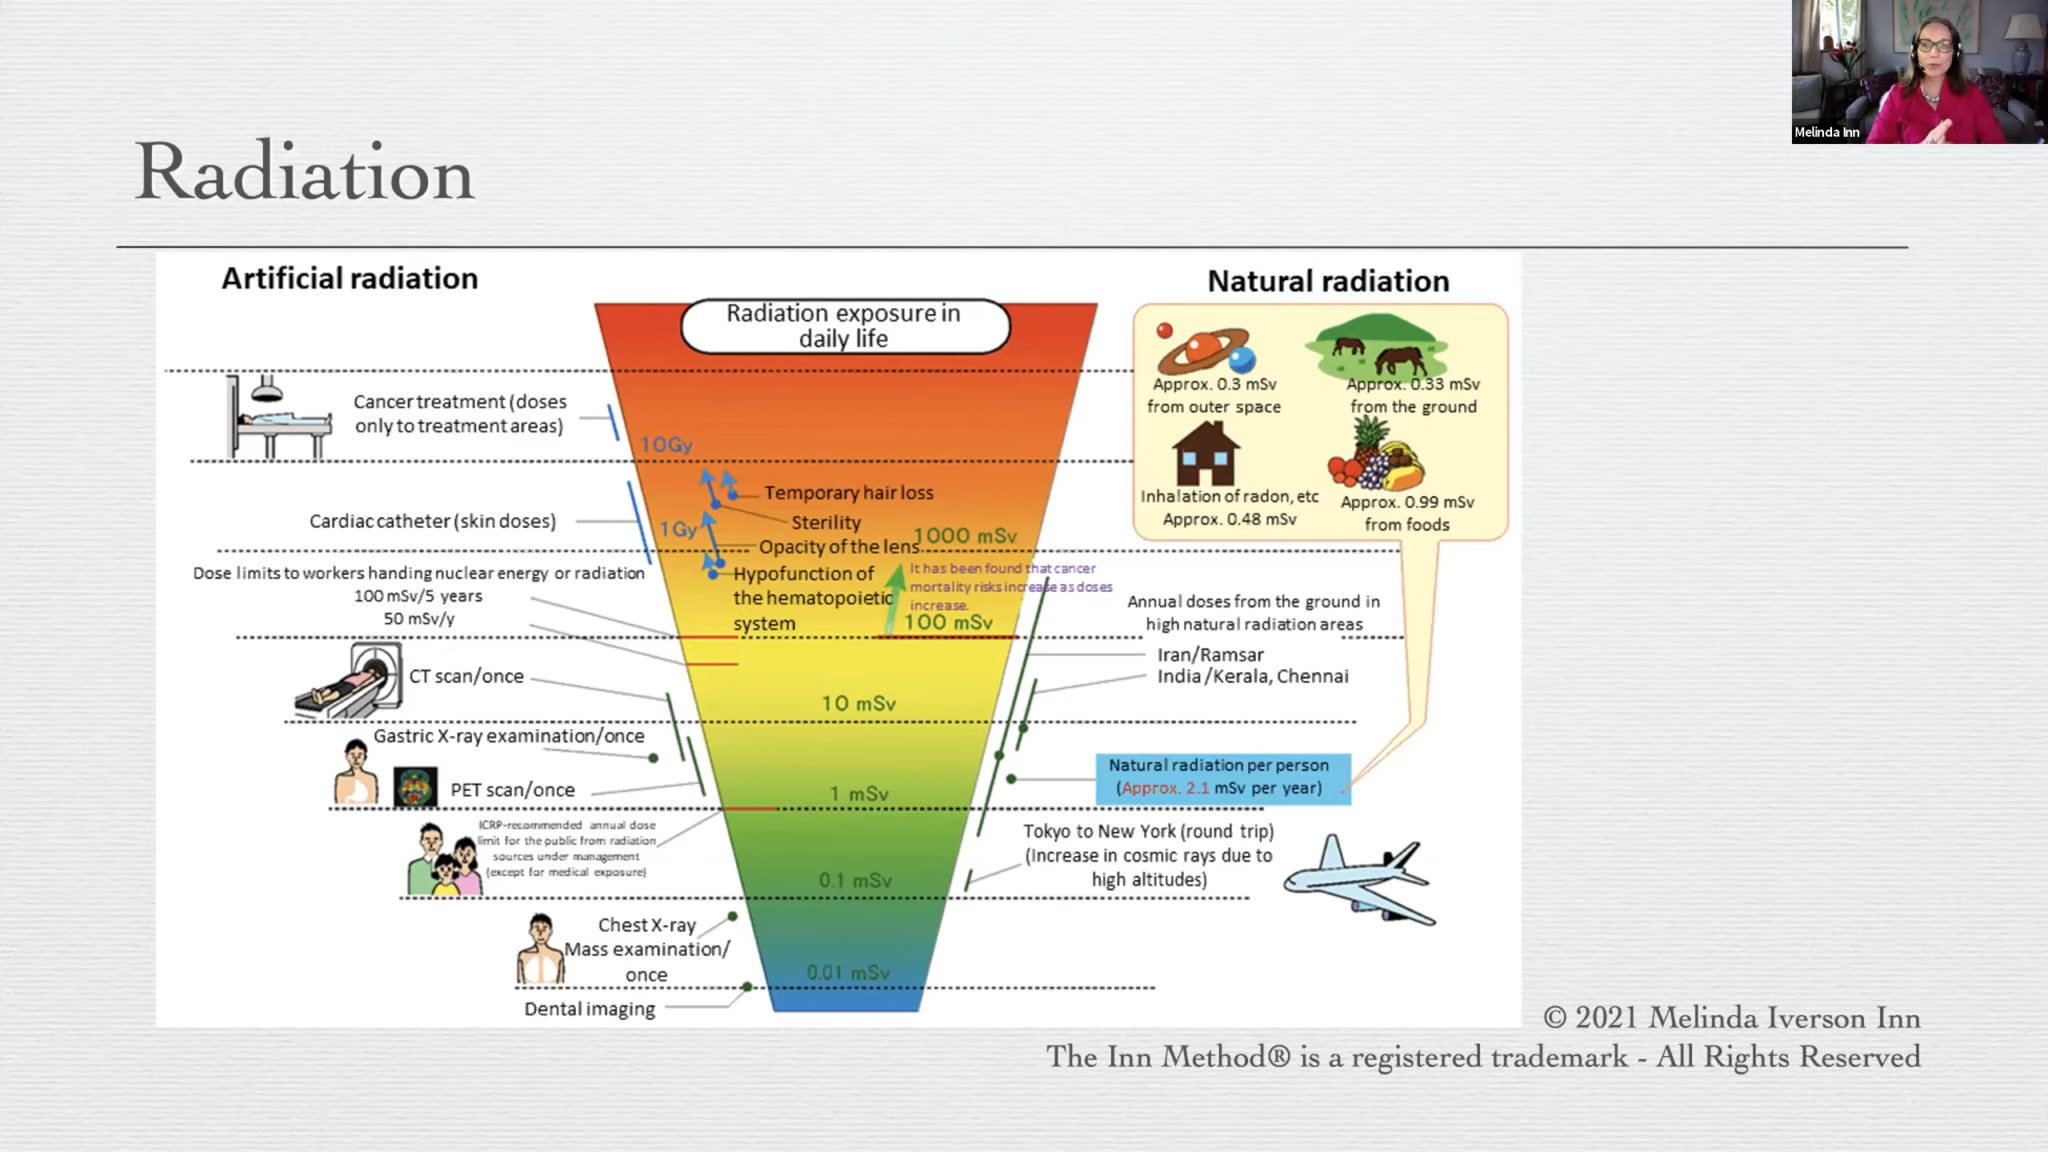 Melinda Inn
Radiation
Artificial radiation
Natural radiation
Radiation exposure in
daily life
Cancer treatment (doses
only to treatment areas)
10Gy
Cardiac catheter (skin doses)
1Gy
Temporary hair loss
Sterility
Opacity of the lens
1000 mSv
Dose limits to workers handing nuclear energy or radiation
100 mSv/5 years
50 mSv/y
Hypofunction of
the hematopoietic
system
It has been found that cancer
mortality risks increase as doses
increase.
100 mSv
CT scan/once
10 mSv
Gastric X-ray examination/once
PET scan/once
1 mSv
ICRP-recommended annual dose
limit for the public from radiation
sources under management
(except for medical exposure)
0.1 mSv
Chest X-ray
Mass examination/
once
0.01 mSv
Dental imaging
Approx. 0.3 mSv
from outer space
Approx. 0.33 mSv
from the ground
Inhalation of radon, etc
Approx. 0.48 mSv
Approx. 0.99 mSv
from foods
Annual doses from the ground in
high natural radiation areas
Iran/Ramsar
India /Kerala, Chennai
Natural radiation per person
(Approx. 2.1 mSv per year)
Tokyo to New York (round trip)
(Increase in cosmic rays due to
high altitudes)
© 2021 Melinda Iverson Inn
The Inn Method® is a registered trademark - All Rights Reserved